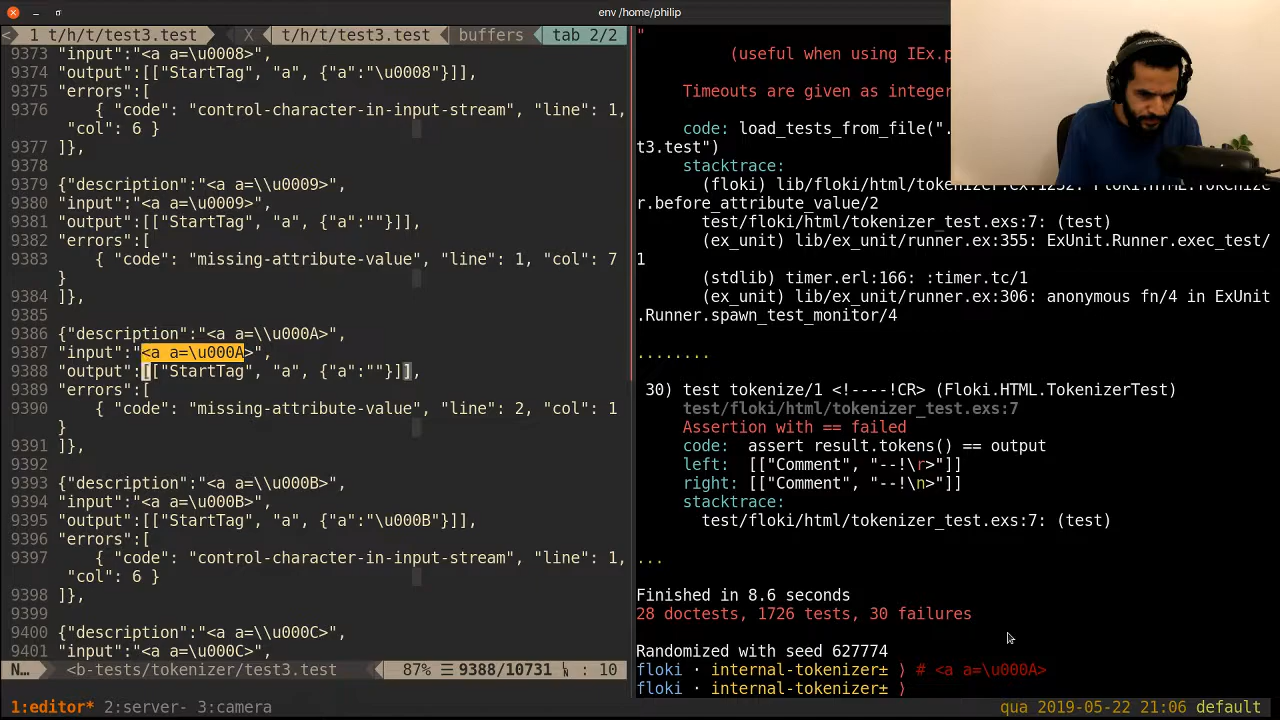 env /home/philip
< 1 t/h/t/test3.test X t/h/t/test3.test buffers tab 2/2
9373 "input":"<a a=\u0008>",
9374 "output":[["StartTag", "a", {"a":"\u0008"}]],
9375 "errors":[
9376 { "code": "control-character-in-input-stream", "line": 1,
"col": 6 }
9377 ]},
9378
9379 {"description":"<a a=\\u0009>",
9380 "input":"<a a=\u0009>",
9381 "output":[["StartTag", "a", {"a":""}]],
9382 "errors":[
9383 { "code": "missing-attribute-value", "line": 1, "col": 7
}
9384 ]},
9385
9386 {"description":"<a a=\\u000A>",
9387 "input":"<a a=\u000A>",
9388 "output":[["StartTag", "a", {"a":""}]],
9389 "errors":[
9390 { "code": "missing-attribute-value", "line": 2, "col": 1
}
9391 ]},
9392
9393 {"description":"<a a=\\u000B>",
9394 "input":"<a a=\u000B>",
9395 "output":[["StartTag", "a", {"a":"\u000B"}]],
9396 "errors":[
9397 { "code": "control-character-in-input-stream", "line": 1,
"col": 6 }
9398 ]},
9399
9400 {"description":"<a a=\\u000C>",
9401 "input":"<a a=\u000C>",
N… <b-tests/tokenizer/test3.test 87% ☰ 9388/10731 : 10
"
(useful when using IEx.p
Timeouts are given as integer
code: load_tests_from_file(".
t3.test")
stacktrace:
(floki) lib/floki/html/tokenizer.ex:1232: Floki.HTML.Tokenize
r.before_attribute_value/2
test/floki/html/tokenizer_test.exs:7: (test)
(ex_unit) lib/ex_unit/runner.ex:355: ExUnit.Runner.exec_test/
1
(stdlib) timer.erl:166: :timer.tc/1
(ex_unit) lib/ex_unit/runner.ex:306: anonymous fn/4 in ExUnit
.Runner.spawn_test_monitor/4
........
30) test tokenize/1 <!----!CR> (Floki.HTML.TokenizerTest)
test/floki/html/tokenizer_test.exs:7
Assertion with == failed
code: assert result.tokens() == output
left: [["Comment", "--!\r>"]]
right: [["Comment", "--!\n>"]]
stacktrace:
test/floki/html/tokenizer_test.exs:7: (test)
...
Finished in 8.6 seconds
28 doctests, 1726 tests, 30 failures
Randomized with seed 627774
floki · internal-tokenizer± ⟩ # <a a=\u000A>
floki · internal-tokenizer± ⟩
1:editor* 2:server- 3:camera
qua 2019-05-22 21:06 default